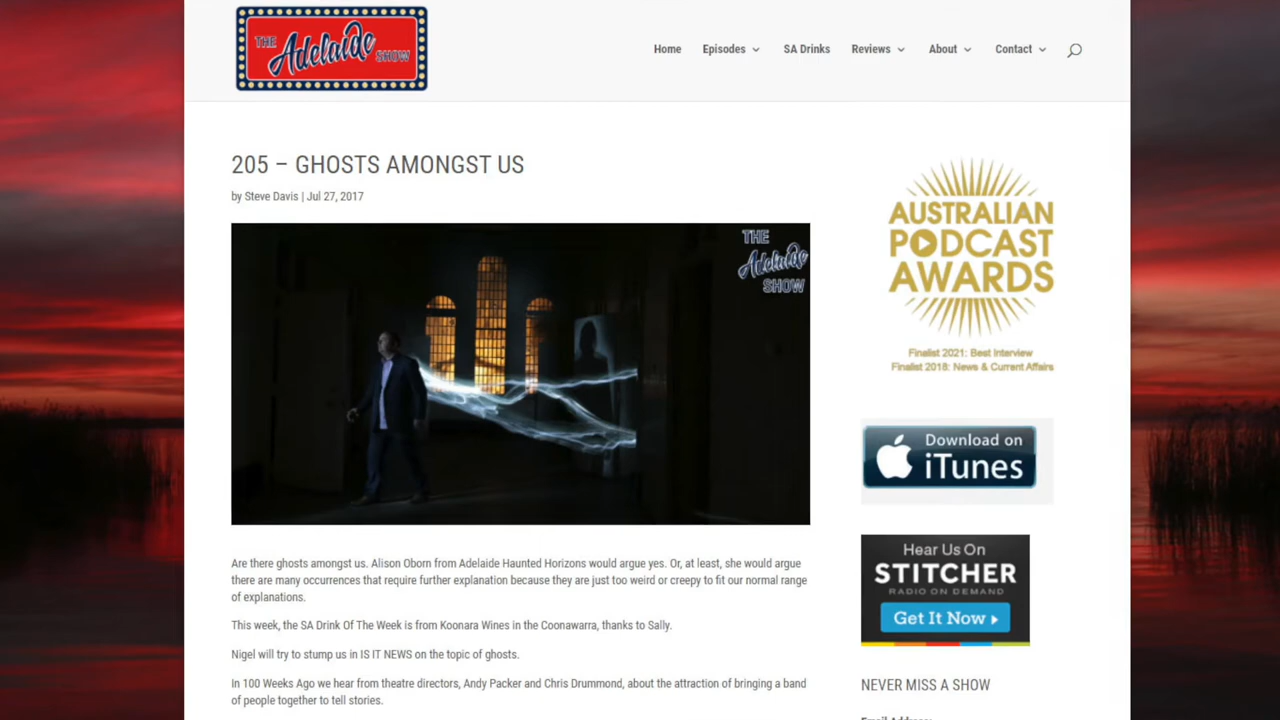 THE Adelaide SHOW
Home
Episodes
SA Drinks
Reviews
About
Contact
205 – GHOSTS AMONGST US
by Steve Davis | Jul 27, 2017
THE
Adelaide
SHOW
Are there ghosts amongst us. Alison Oborn from Adelaide Haunted Horizons would argue yes. Or, at least, she would argue
there are many occurrences that require further explanation because they are just too weird or creepy to fit our normal range
of explanations.
This week, the SA Drink Of The Week is from Koonara Wines in the Coonawarra, thanks to Sally.
Nigel will try to stump us in IS IT NEWS on the topic of ghosts.
In 100 Weeks Ago we hear from theatre directors, Andy Packer and Chris Drummond, about the attraction of bringing a band
of people together to tell stories.
AUSTRALIAN
PODCAST
AWARDS
Finalist 2021: Best Interview
Finalist 2018: News & Current Affairs
Download on
iTunes
Hear Us On
STITCHER
RADIO ON DEMAND
Get It Now
NEVER MISS A SHOW
Email Address: